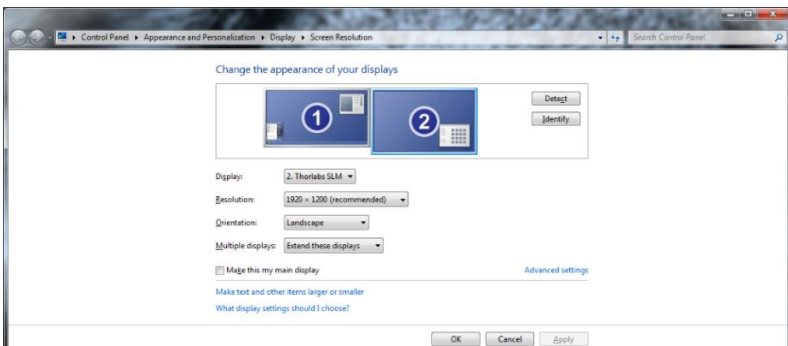 Control Panel ▸ Appearance and Personalization ▸ Display ▸ Screen Resolution
Search Control Panel
Change the appearance of your displays
1
2
Detect
Identify
Display: 2. Thorlabs SLM
Resolution: 1920 × 1200 (recommended)
Orientation: Landscape
Multiple displays: Extend these displays
Make this my main display
Advanced settings
Make text and other items larger or smaller
What display settings should I choose?
OK Cancel Apply